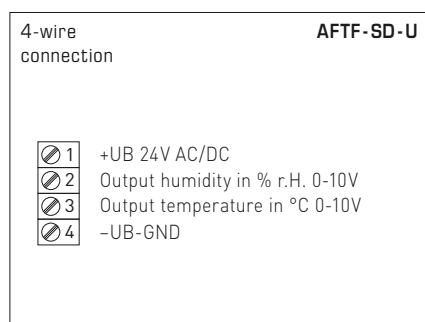 4-wire AFTF-SD-U
connection
1 +UB 24V AC/DC
2 Output humidity in % r.H. 0-10V
3 Output temperature in °C 0-10V
4 –UB-GND